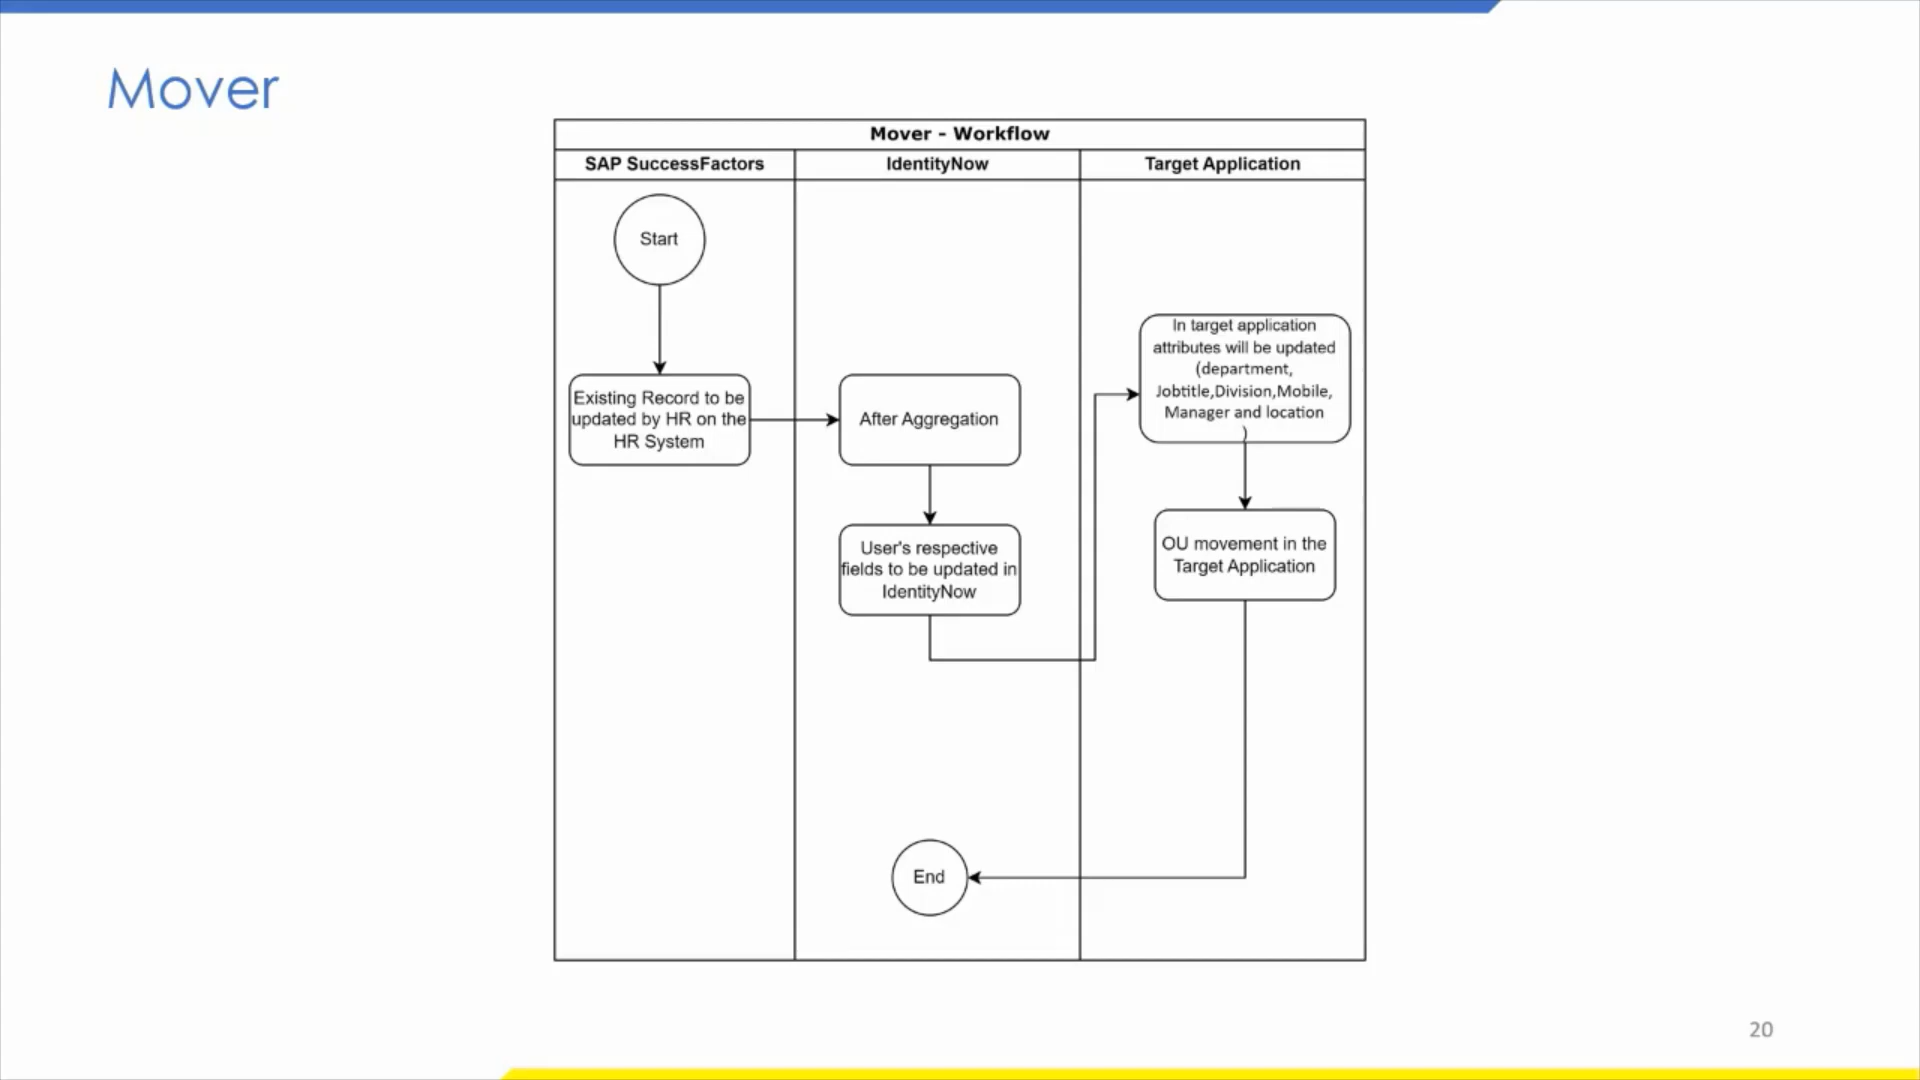 Mover
Mover - Workflow
SAP SuccessFactors
IdentityNow
Target Application
Start
Existing Record to be
updated by HR on the
HR System
After Aggregation
User's respective
fields to be updated in
IdentityNow
In target application
attributes will be updated
(department,
Jobtitle,Division,Mobile,
Manager and location
)
OU movement in the
Target Application
End
20